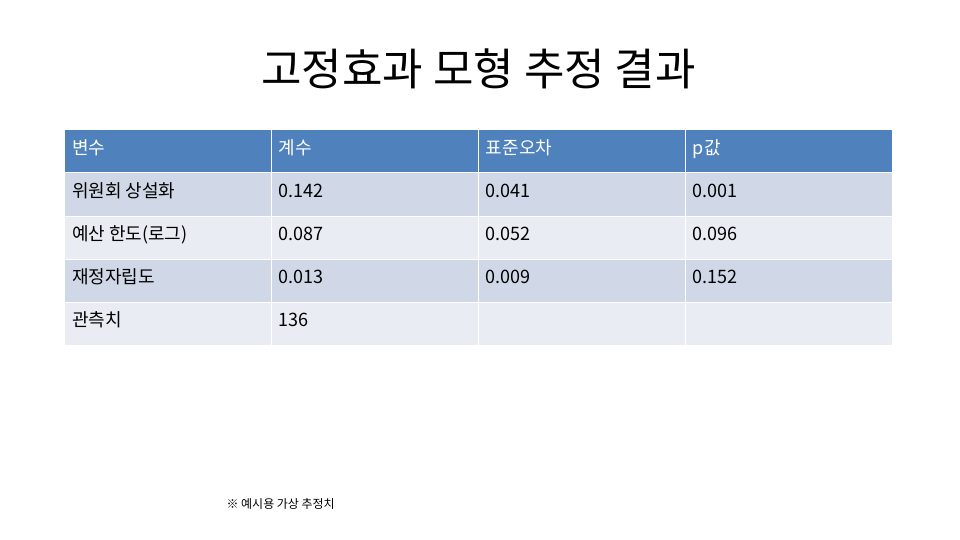 고정효과 모형 추정 결과
변수 계수 표준오차 p값
위원회 상설화 0.142 0.041 0.001
예산 한도(로그) 0.087 0.052 0.096
재정자립도 0.013 0.009 0.152
관측치 136
※ 예시용 가상 추정치